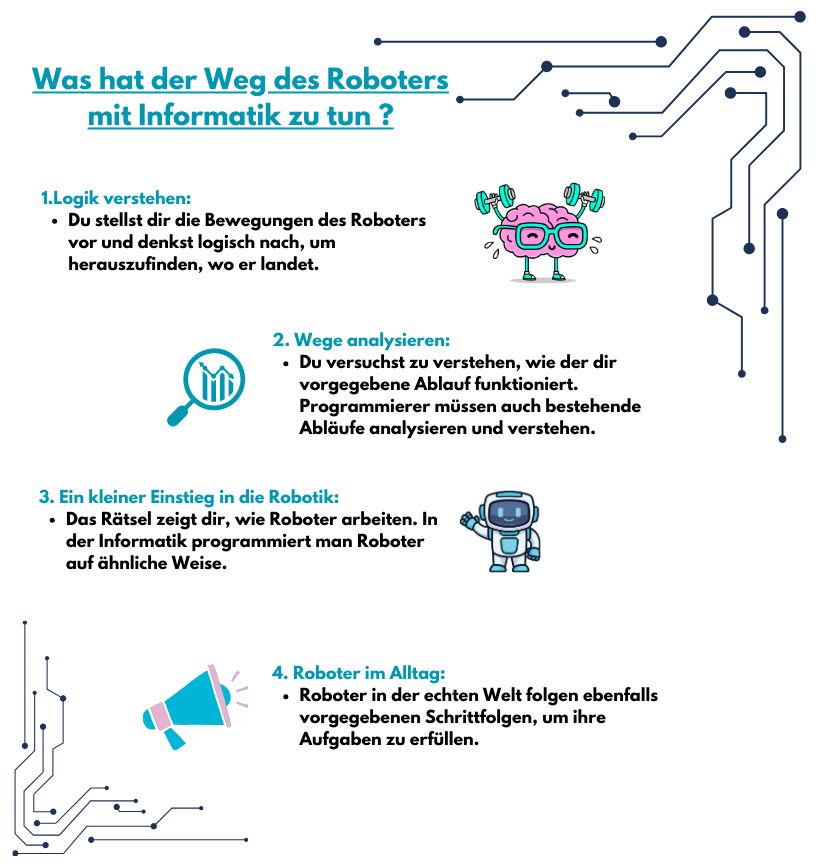 Was hat der Weg des Roboters
mit Informatik zu tun ?
1.Logik verstehen:
• Du stellst dir die Bewegungen des Roboters
vor und denkst logisch nach, um
herauszufinden, wo er landet.
2. Wege analysieren:
• Du versuchst zu verstehen, wie der dir
vorgegebene Ablauf funktioniert.
Programmierer müssen auch bestehende
Abläufe analysieren und verstehen.
3. Ein kleiner Einstieg in die Robotik:
• Das Rätsel zeigt dir, wie Roboter arbeiten. In
der Informatik programmiert man Roboter
auf ähnliche Weise.
4. Roboter im Alltag:
• Roboter in der echten Welt folgen ebenfalls
vorgegebenen Schrittfolgen, um ihre
Aufgaben zu erfüllen.